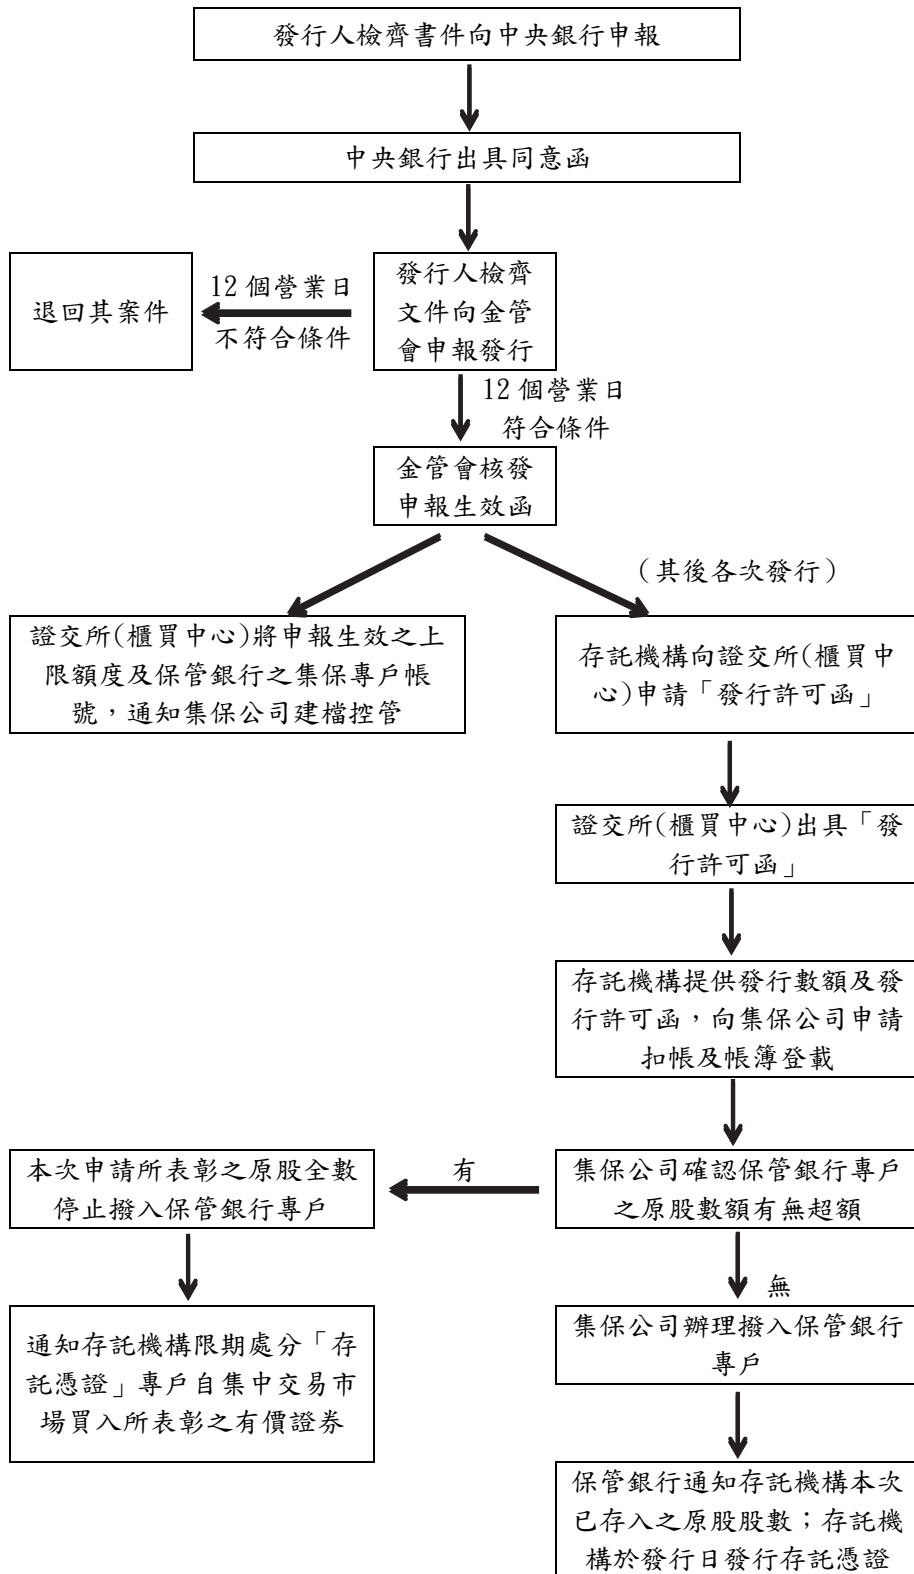 發行人檢齊書件向中央銀行申報
中央銀行出具同意函
退回其案件
12 個營業日
不符合條件
發行人檢齊
文件向金管
會申報發行
12 個營業日
符合條件
金管會核發
申報生效函
（其後各次發行）
證交所(櫃買中心)將申報生效之上
限額度及保管銀行之集保專戶帳
號，通知集保公司建檔控管
存託機構向證交所(櫃買中
心)申請「發行許可函」
證交所(櫃買中心)出具「發
行許可函」
存託機構提供發行數額及發
行許可函，向集保公司申請
扣帳及帳簿登載
本次申請所表彰之原股全數
停止撥入保管銀行專戶
有
集保公司確認保管銀行專戶
之原股數額有無超額
無
通知存託機構限期處分「存
託憑證」專戶自集中交易市
場買入所表彰之有價證券
集保公司辦理撥入保管銀行
專戶
保管銀行通知存託機構本次
已存入之原股股數；存託機
構於發行日發行存託憑證